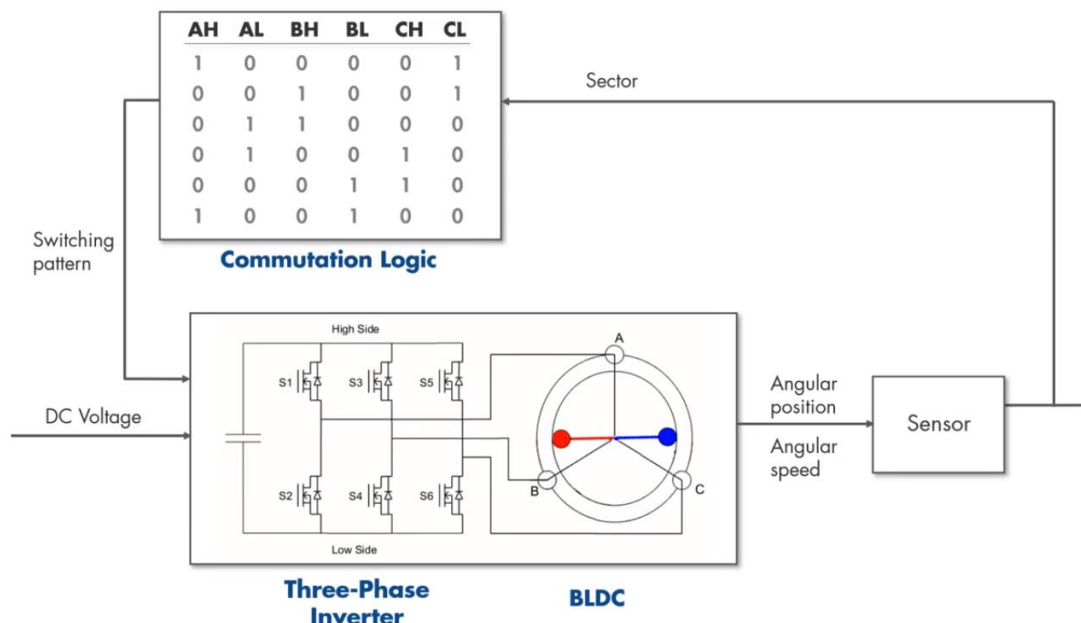 AH AL BH BL CH CL
1 0 0 0 0 1
0 0 1 0 0 1
0 1 1 0 0 0
0 1 0 0 1 0
0 0 0 1 1 0
1 0 0 1 0 0
Commutation Logic
Sector
Switching
pattern
DC Voltage
High Side
S1 S3 S5
S2 S4 S6
Low Side
A
B
C
Three-Phase
Inverter
BLDC
Angular
position
Angular
speed
Sensor